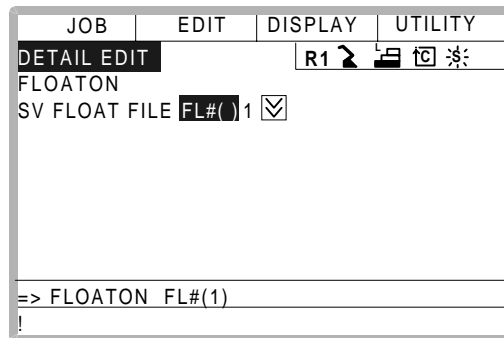 JOB EDIT DISPLAY UTILITY
DETAIL EDIT R1 L C S
FLOATON
SV FLOAT FILE FL#( ) 1
=> FLOATON FL#(1)
!